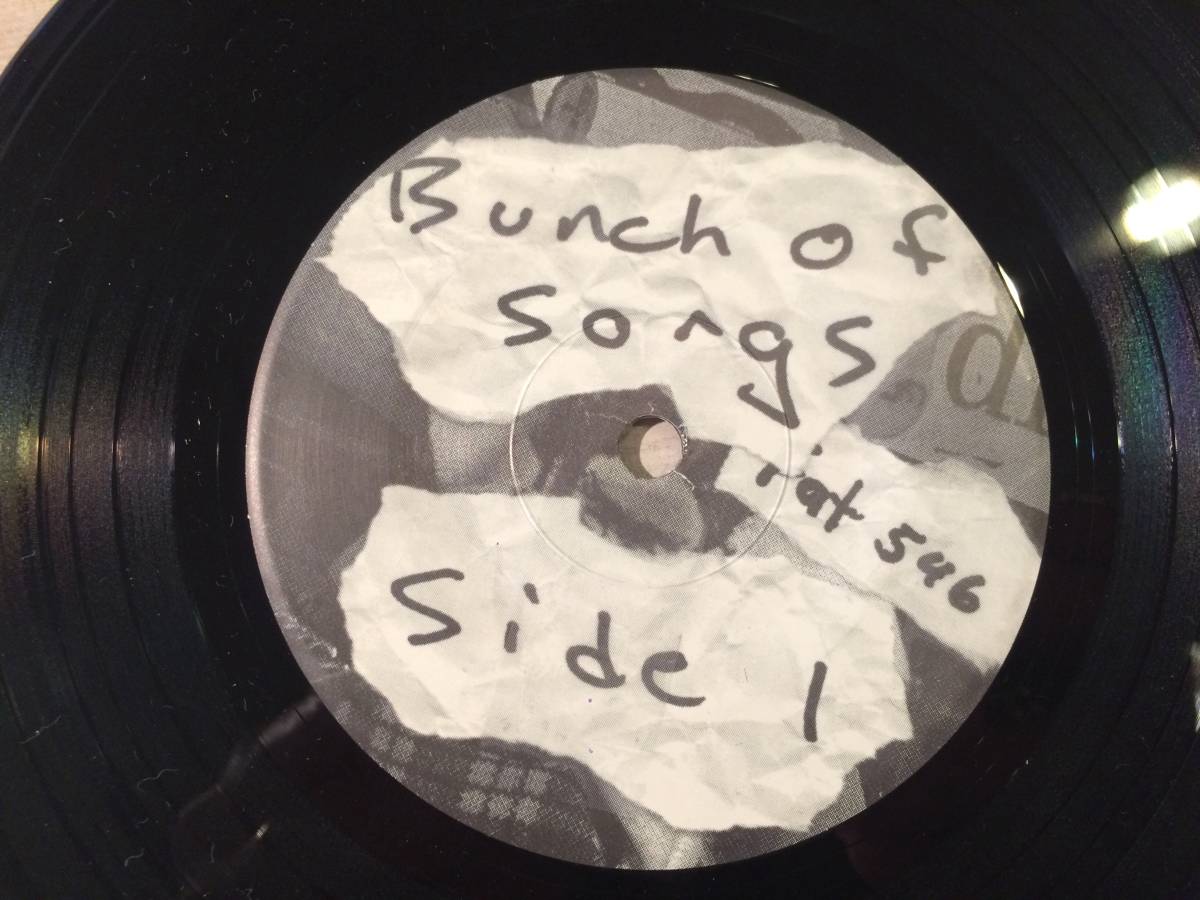 Bunch of
songs
rat 546
Side 1